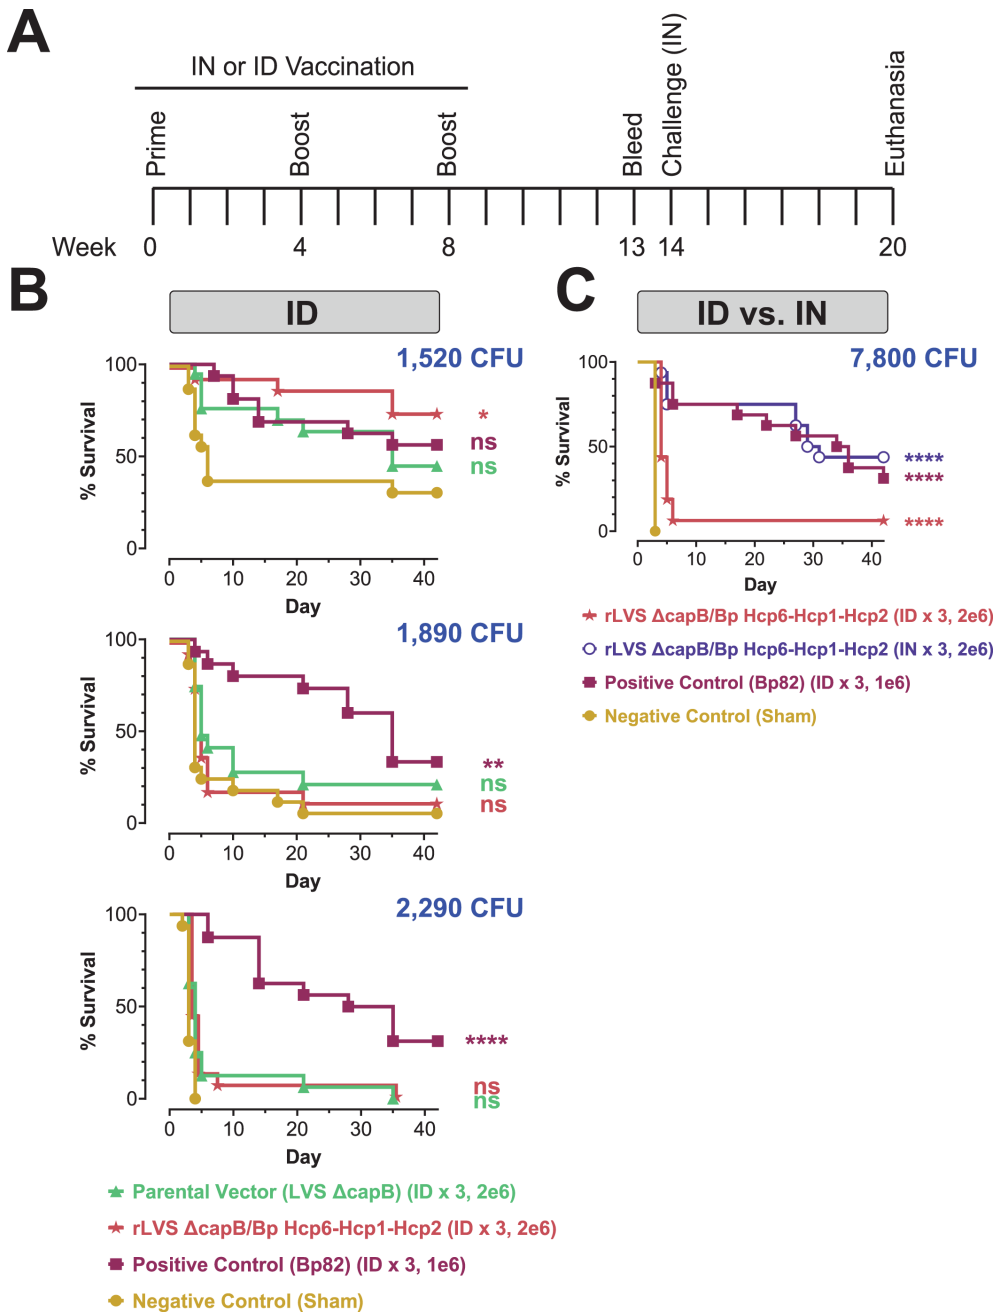 A
IN or ID Vaccination
Prime
Boost
Boost
Bleed
Challenge (IN)
Euthanasia
Week 0 4 8 13 14 20
B
ID
1,520 CFU
% Survival
100
50
0
*
ns
ns
0 10 20 30 40
Day
1,890 CFU
% Survival
100
50
0
**
ns
ns
0 10 20 30 40
Day
2,290 CFU
% Survival
100
50
0
****
ns
ns
0 10 20 30 40
Day
Parental Vector (LVS ΔcapB) (ID x 3, 2e6)
rLVS ΔcapB/Bp Hcp6-Hcp1-Hcp2 (ID x 3, 2e6)
Positive Control (Bp82) (ID x 3, 1e6)
Negative Control (Sham)
C
ID vs. IN
7,800 CFU
% Survival
100
50
0
****
****
****
0 10 20 30 40
Day
rLVS ΔcapB/Bp Hcp6-Hcp1-Hcp2 (ID x 3, 2e6)
rLVS ΔcapB/Bp Hcp6-Hcp1-Hcp2 (IN x 3, 2e6)
Positive Control (Bp82) (ID x 3, 1e6)
Negative Control (Sham)